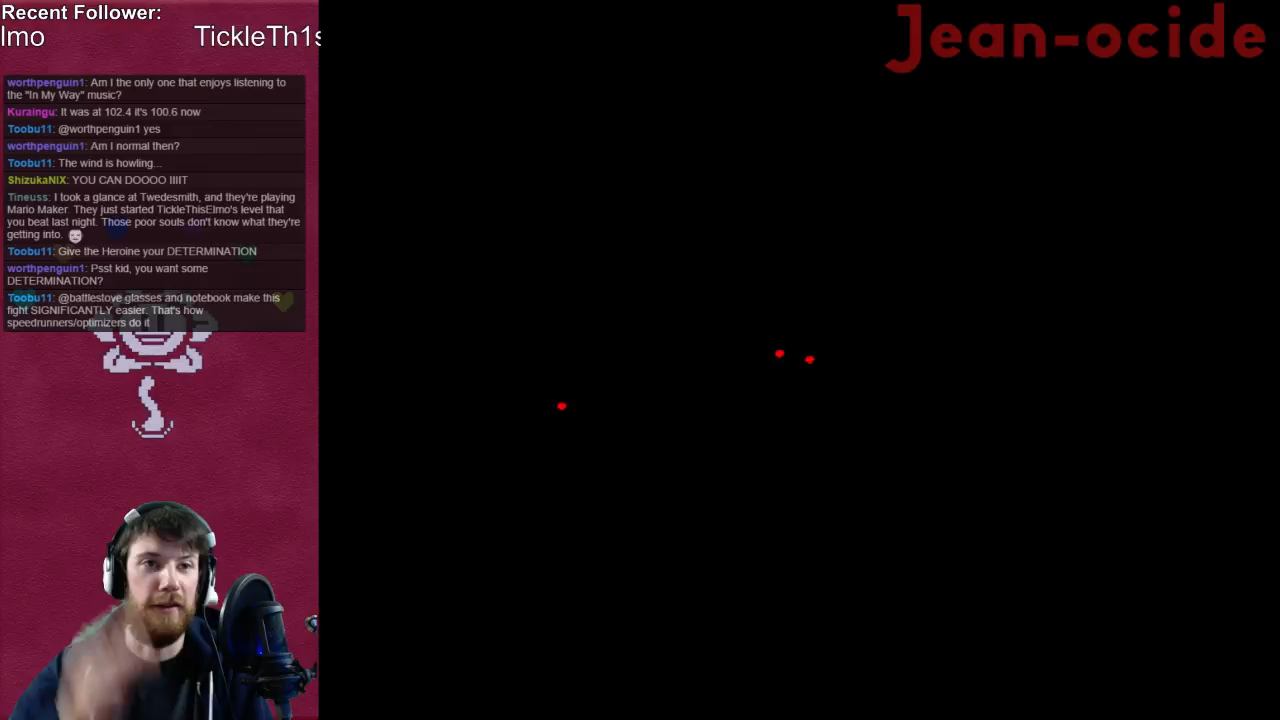 Recent Follower:
lmo TickleTh1s
Jean-ocide
worthpenguin1: Am I the only one that enjoys listening to
the "In My Way" music?
Kuraingu: It was at 102.4 it's 100.6 now
Toobu11: @worthpenguin1 yes
worthpenguin1: Am I normal then?
Toobu11: The wind is howling...
ShizukaNIX: YOU CAN DOOOO IIIIT
Tineuss: I took a glance at Twedesmith, and they're playing
Mario Maker. They just started TickleThisElmo's level that
you beat last night. Those poor souls don't know what they're
getting into.
Toobu11: Give the Heroine your DETERMINATION
worthpenguin1: Psst kid, you want some
DETERMINATION?
Toobu11: @battlestove glasses and notebook make this
fight SIGNIFICANTLY easier. That's how
speedrunners/optimizers do it